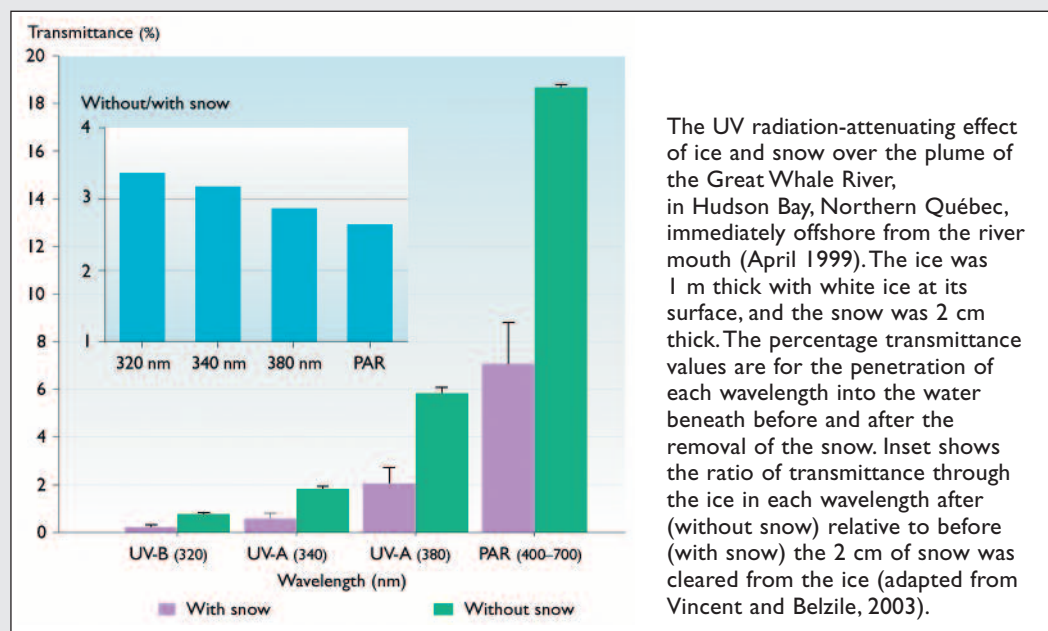 Transmittance (%)
20
18
16
14
12
10
8
6
4
2
0
Without/with snow
4
3
2
1
320 nm 340 nm 380 nm PAR
UV-B (320) UV-A (340) UV-A (380) PAR (400–700)
Wavelength (nm)
With snow Without snow
The UV radiation-attenuating effect
of ice and snow over the plume of
the Great Whale River,
in Hudson Bay, Northern Québec,
immediately offshore from the river
mouth (April 1999). The ice was
1 m thick with white ice at its
surface, and the snow was 2 cm
thick. The percentage transmittance
values are for the penetration of
each wavelength into the water
beneath before and after the
removal of the snow. Inset shows
the ratio of transmittance through
the ice in each wavelength after
(without snow) relative to before
(with snow) the 2 cm of snow was
cleared from the ice (adapted from
Vincent and Belzile, 2003).